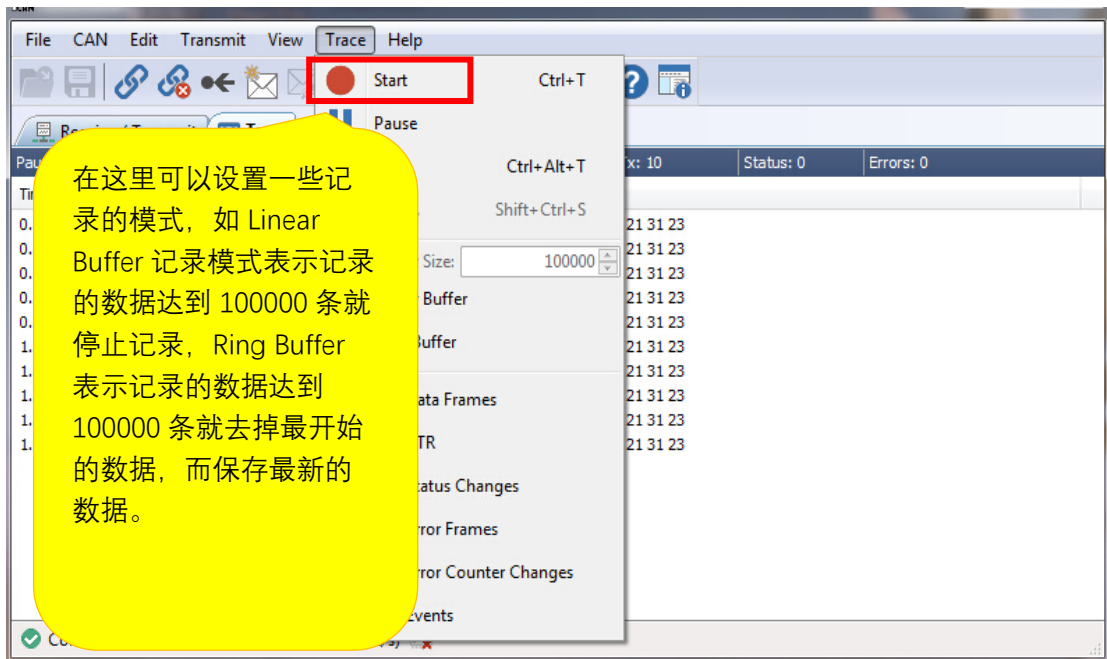 File CAN Edit Transmit View Trace Help
Start Ctrl+T
Pause
Ctrl+Alt+T
Shift+Ctrl+S
Size: 100000
Buffer
Data Frames
Status Changes
Error Frames
Error Counter Changes
Events
x: 10 Status: 0 Errors: 0
21 31 23
21 31 23
21 31 23
21 31 23
21 31 23
21 31 23
21 31 23
21 31 23
21 31 23
21 31 23
在这里可以设置一些记
录的模式，如 Linear
Buffer 记录模式表示记录
的数据达到 100000 条就
停止记录，Ring Buffer
表示记录的数据达到
100000 条就去掉最开始
的数据，而保存最新的
数据。